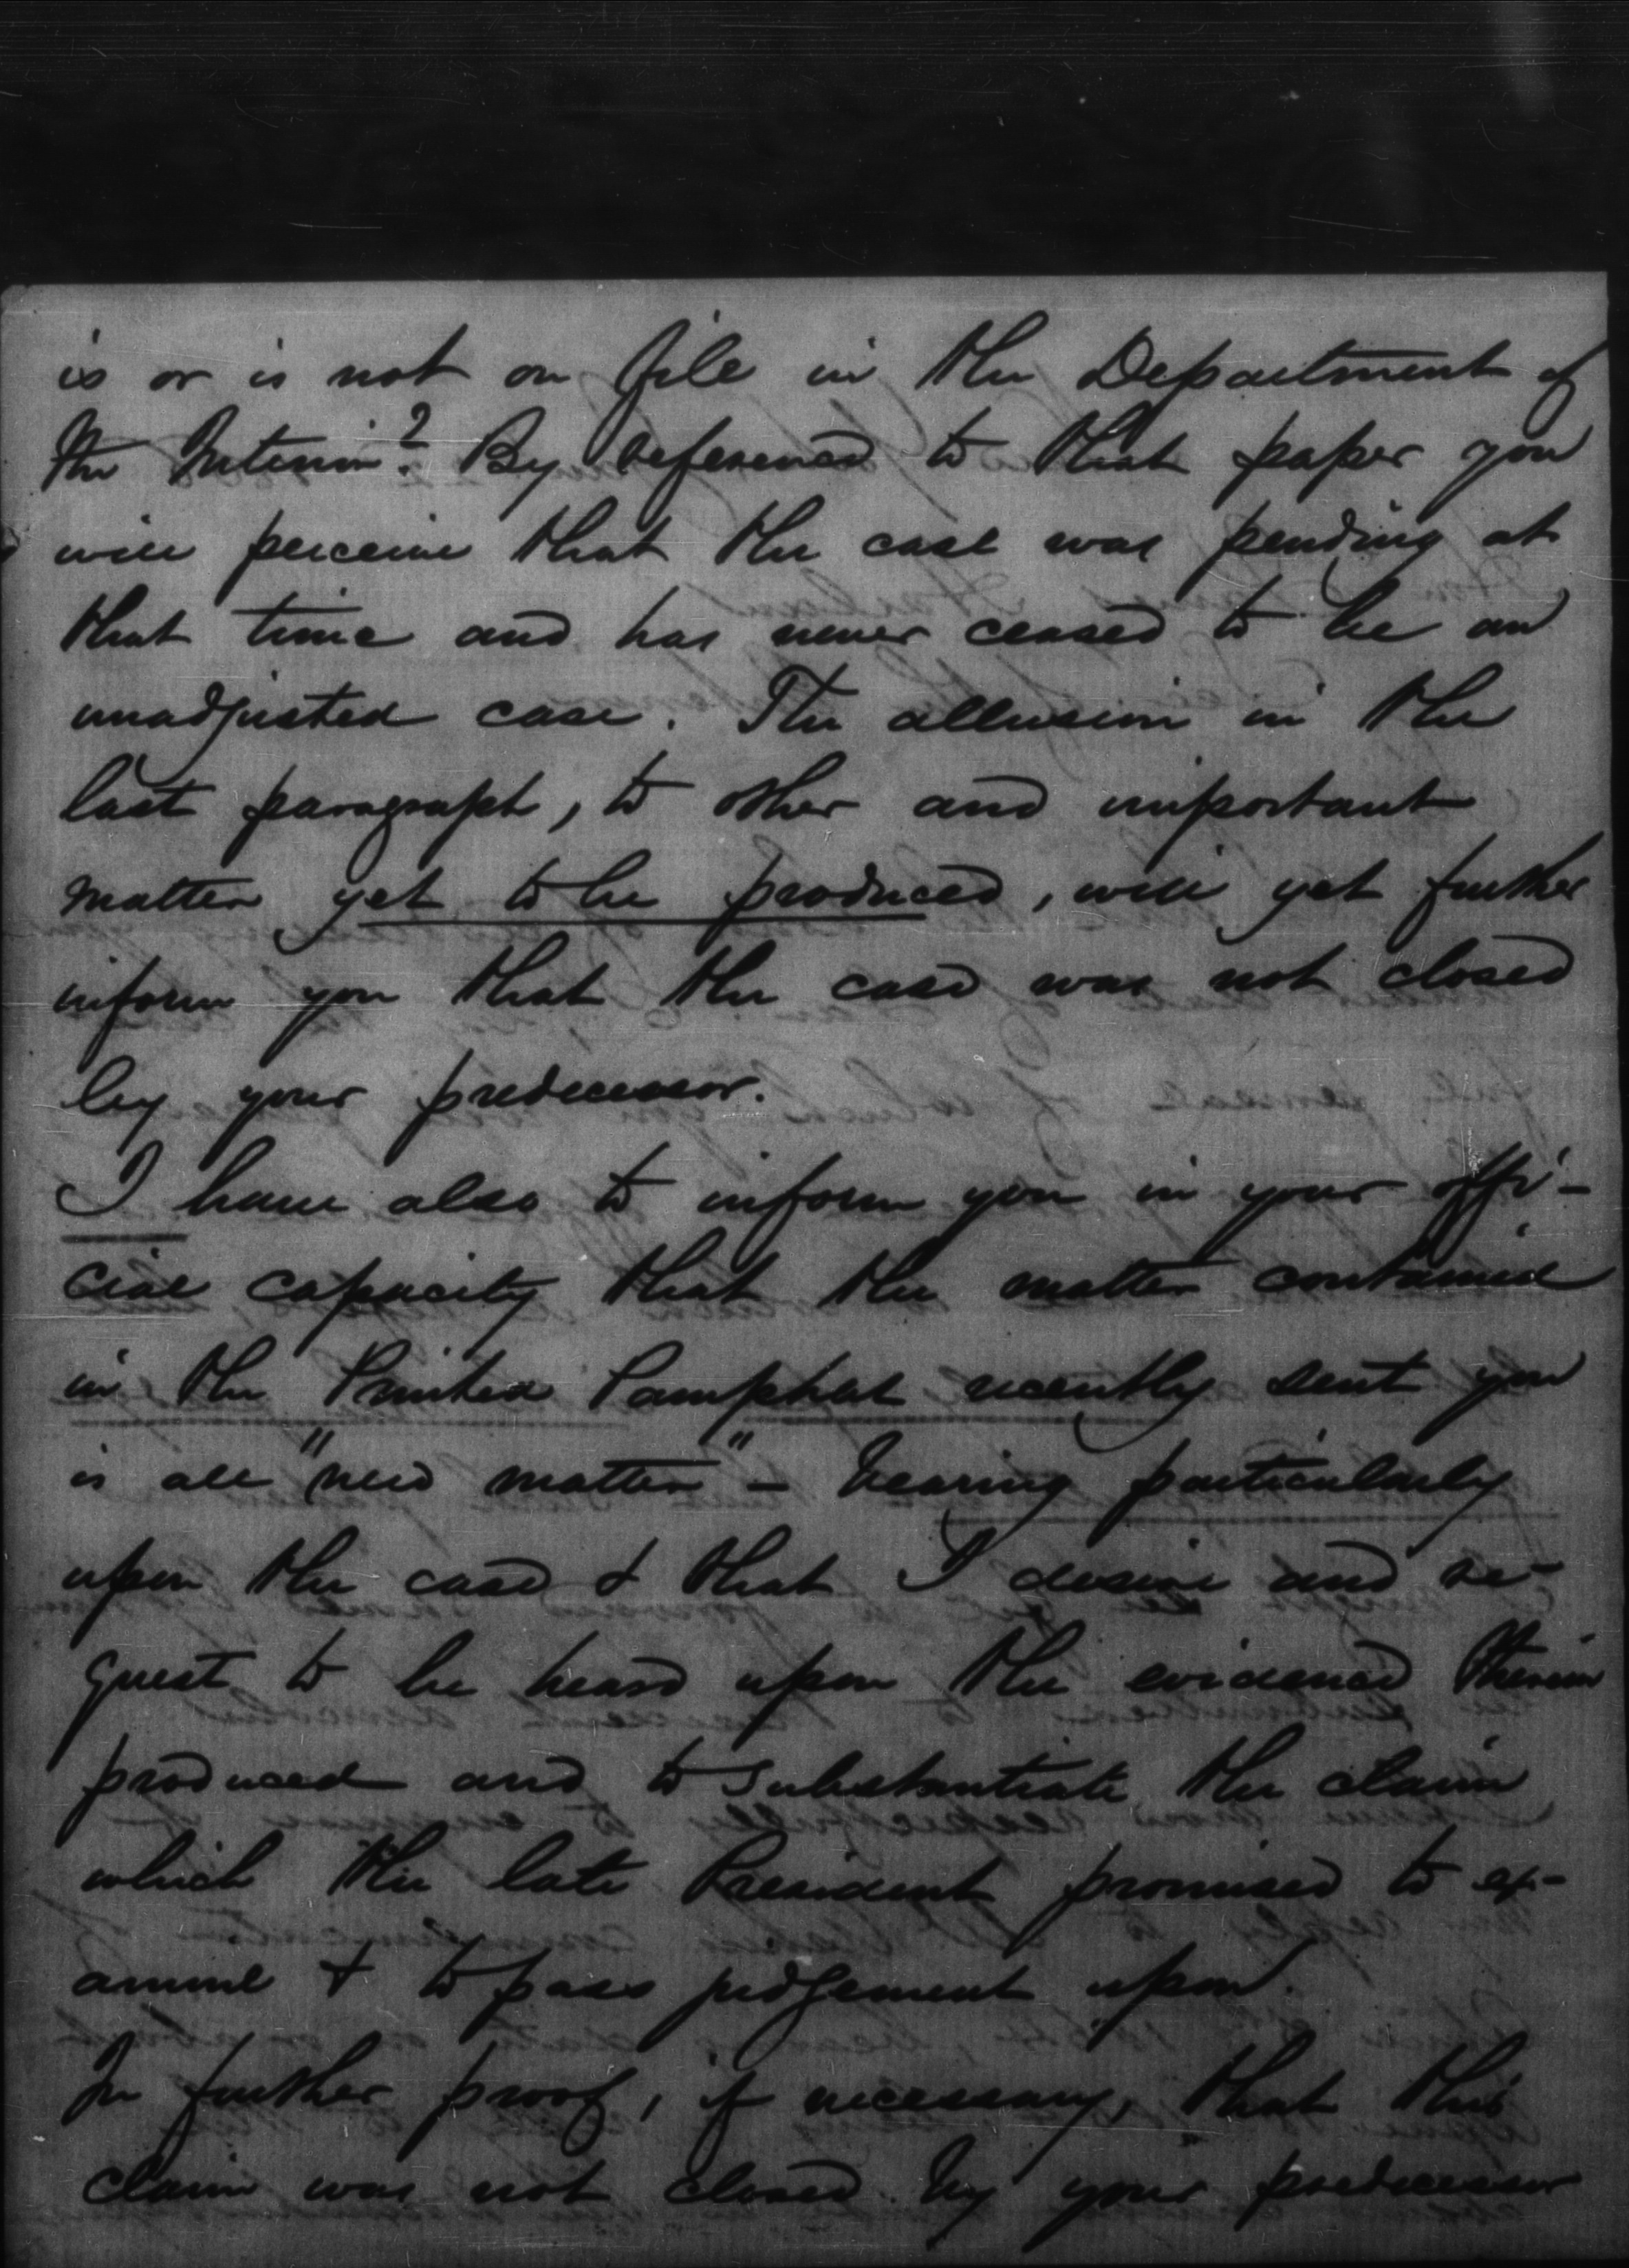 is or is not on file in the Department of
the Interior? By reference to that paper you
will perceive that the case was pending at
that time and has never ceased to be an
unadjusted case. The allusion in the
last paragraph, to other and important
matter yet to be produced, will yet further
inform you that the case was not closed
by your predecessor.
I have also to inform you in your offi-
cial capacity that the matter contained
in the Printed Pamphlet recently sent you
is all "new matter" - bearing particularly
upon the case & that I desire and re-
quest to be heard upon the evidence therein
produced and to substantiate the claim
which the late President promised to ex-
amine & to pass judgement upon.
In further proof, if necessary, that this
claim was not closed by your predecessor